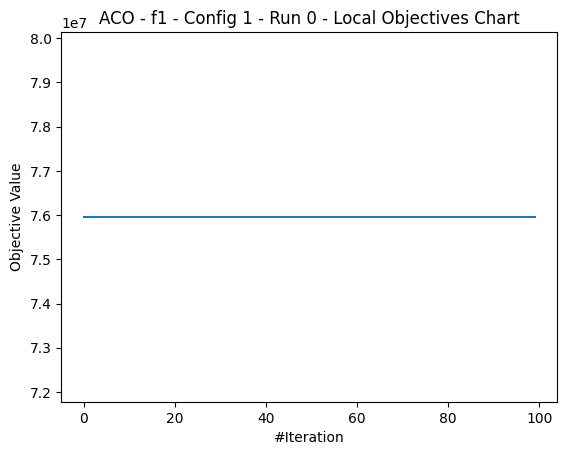 ACO - f1 - Config 1 - Run 0 - Local Objectives Chart
1e7
8.0
7.9
7.8
7.7
7.6
7.5
7.4
7.3
7.2
Objective Value
0 20 40 60 80 100
#Iteration